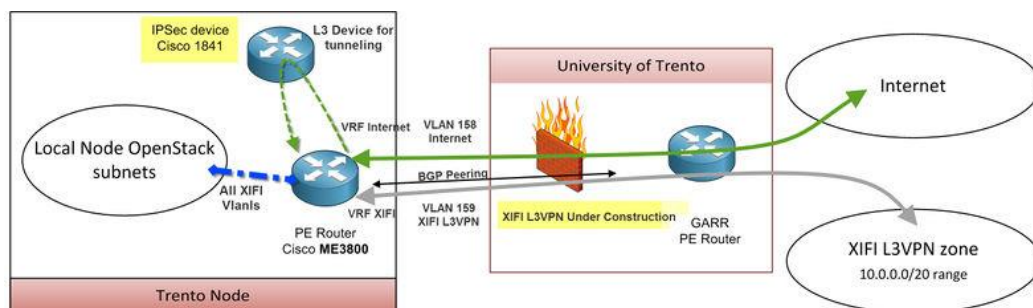 IPSec device
Cisco 1841
L3 Device for
tunneling
Local Node OpenStack
subnets
All XIFI
Vlanls
VRF Internet
VRF XIFI
PE Router
Cisco ME3800
Trento Node
VLAN 158
Internet
BGP Peering
VLAN 159
XIFI L3VPN
University of Trento
XIFI L3VPN Under Construction
GARR
PE Router
Internet
XIFI L3VPN zone
10.0.0.0/20 range